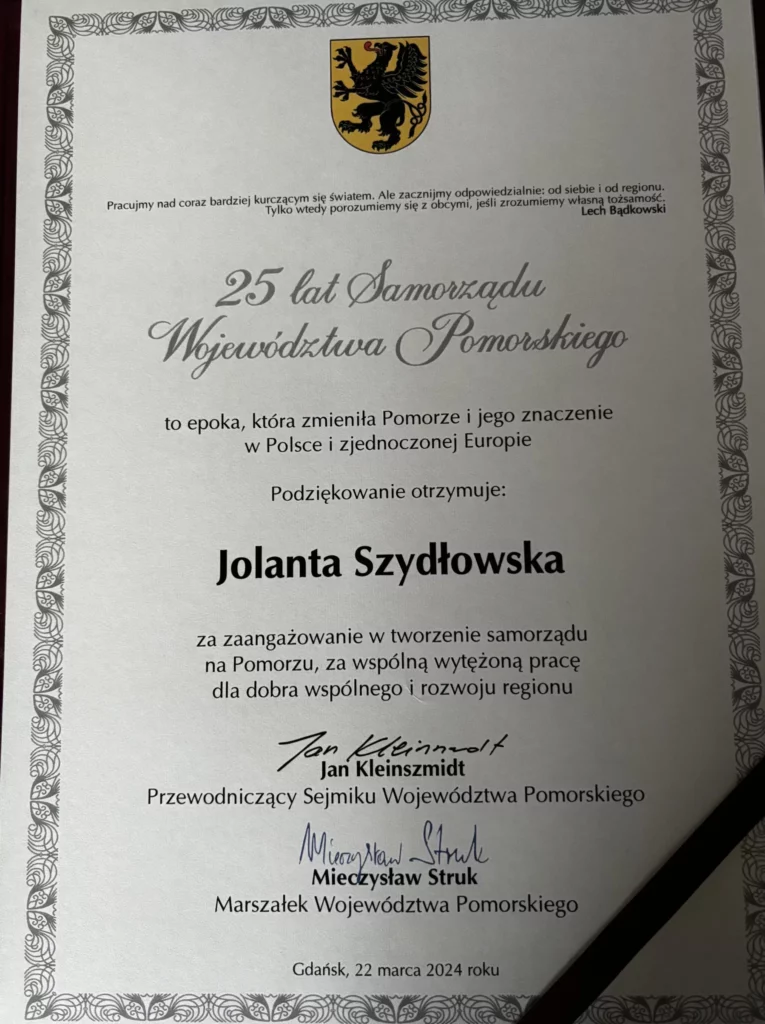 Pracujmy nad coraz bardziej kurczącym się światem. Ale zacznijmy odpowiedzialnie: od siebie i od regionu.
Tylko wtedy porozumiemy się z obcymi, jeśli zrozumiemy własną tożsamość.
Lech Bądkowski
25 lat Samorządu
Województwa Pomorskiego
to epoka, która zmieniła Pomorze i jego znaczenie
w Polsce i zjednoczonej Europie
Podziękowanie otrzymuje:
Jolanta Szydłowska
za zaangażowanie w tworzenie samorządu
na Pomorzu, za wspólną wytężoną pracę
dla dobra wspólnego i rozwoju regionu
Jan Kleinszmidt
Jan Kleinszmidt
Przewodniczący Sejmiku Województwa Pomorskiego
Mieczysław Struk
Mieczysław Struk
Marszałek Województwa Pomorskiego
Gdańsk, 22 marca 2024 roku